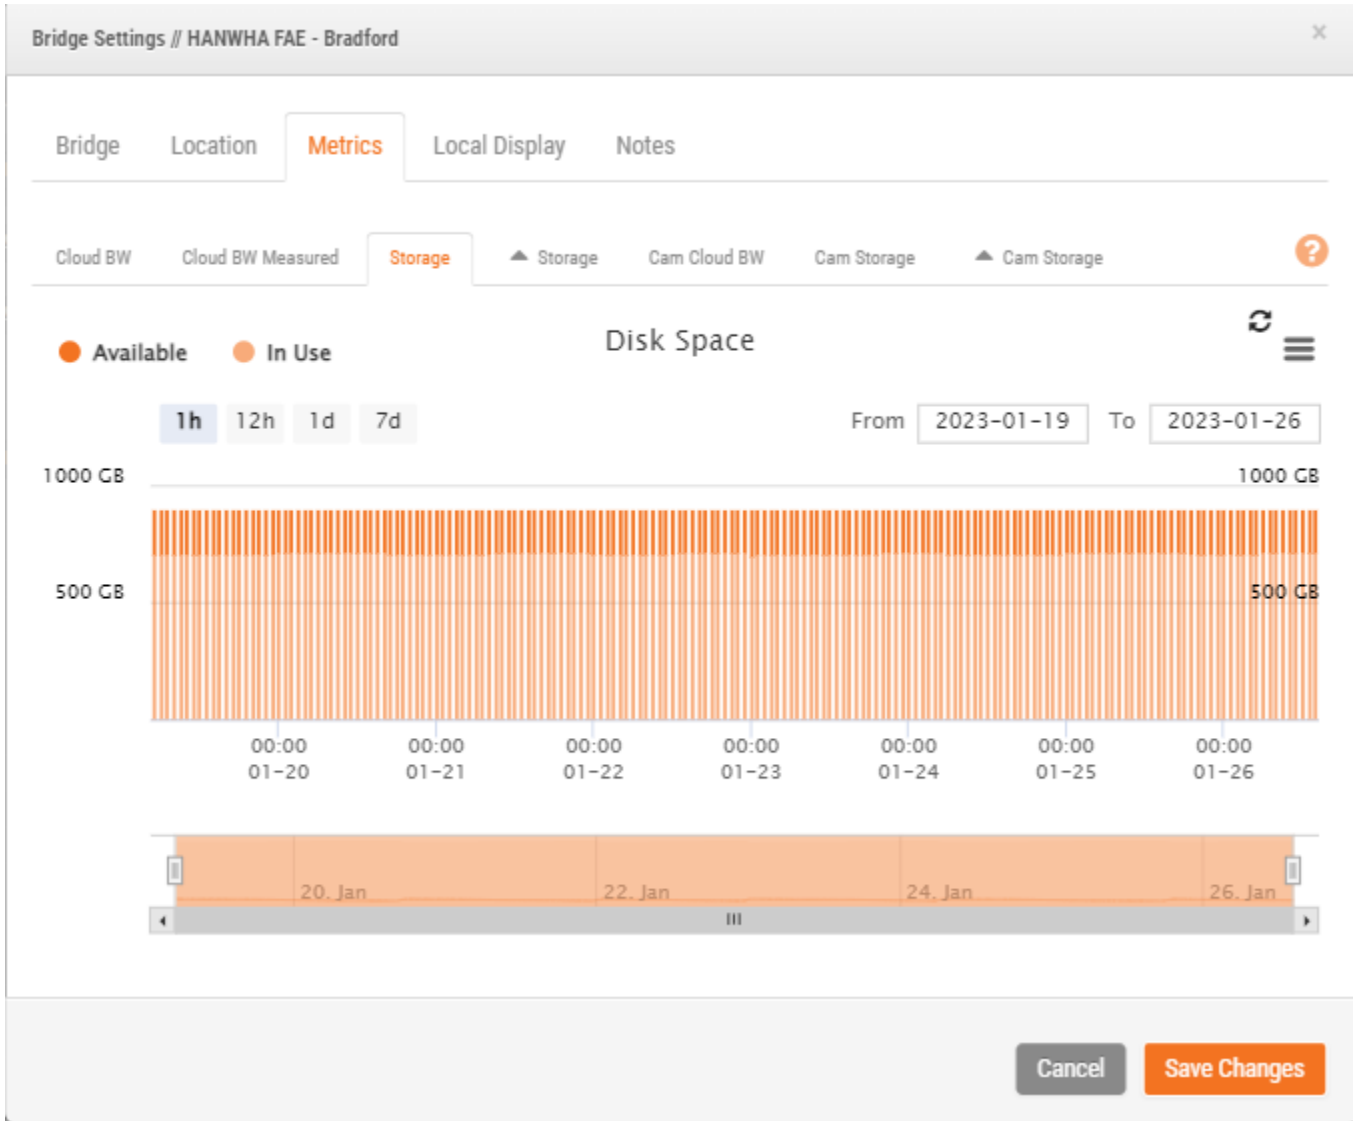 Bridge Settings // HANWHA FAE - Bradford
×
Bridge Location Metrics Local Display Notes
Cloud BW Cloud BW Measured Storage ▲ Storage Cam Cloud BW Cam Storage ▲ Cam Storage ?
Available In Use
Disk Space
1h 12h 1d 7d
From 2023-01-19 To 2023-01-26
1000 GB 1000 GB
500 GB 500 GB
00:00 00:00 00:00 00:00 00:00 00:00 00:00
01-20 01-21 01-22 01-23 01-24 01-25 01-26
20. Jan 22. Jan 24. Jan 26. Jan
Cancel Save Changes